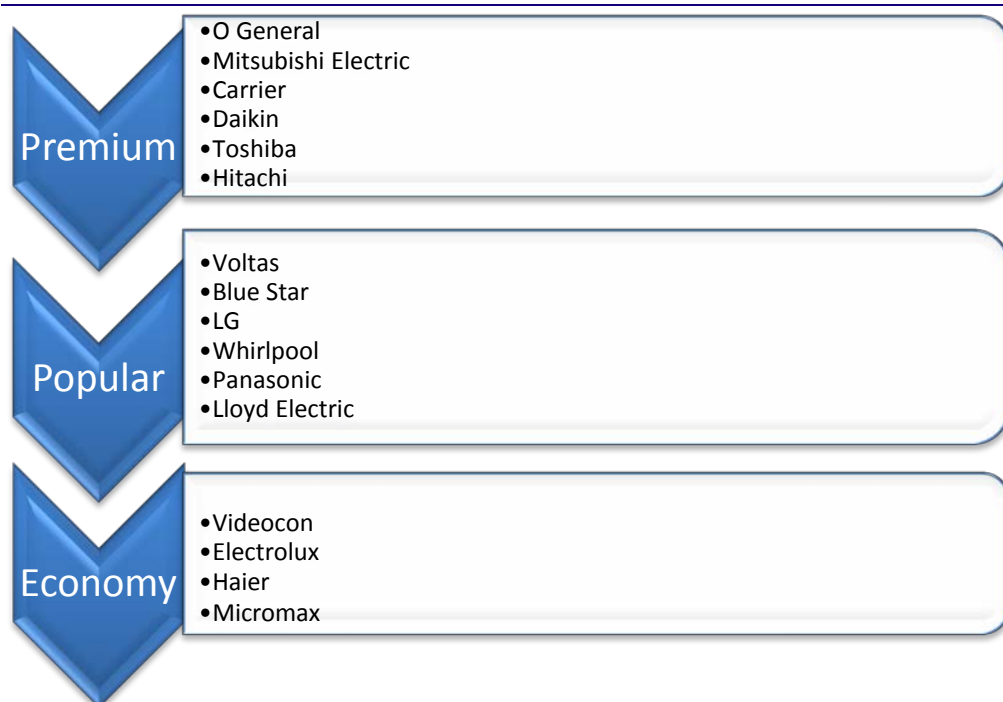 Premium
•O General
•Mitsubishi Electric
•Carrier
•Daikin
•Toshiba
•Hitachi
Popular
•Voltas
•Blue Star
•LG
•Whirlpool
•Panasonic
•Lloyd Electric
Economy
•Videocon
•Electrolux
•Haier
•Micromax